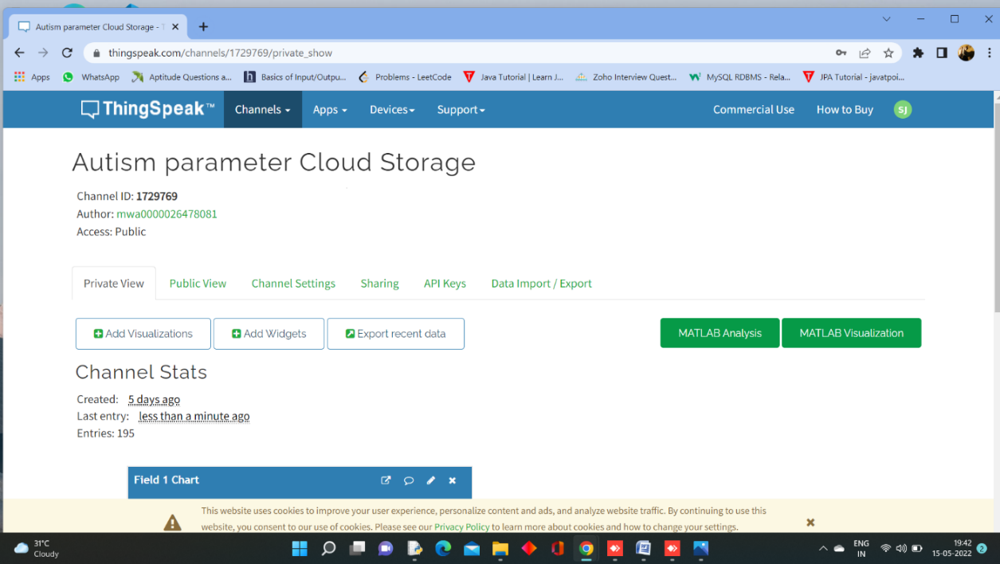 Autism parameter Cloud Storage - T
thingspeak.com/channels/1729769/private_show
Apps WhatsApp Aptitude Questions a... Basics of Input/Outpu... Problems - LeetCode Java Tutorial | Learn J... Zoho Interview Quest... MySQL RDBMS - Rela... JPA Tutorial - javatpoi...
ThingSpeak™ Channels Apps Devices Support Commercial Use How to Buy SJ
Autism parameter Cloud Storage
Channel ID: 1729769
Author: mwa0000026478081
Access: Public
Private View Public View Channel Settings Sharing API Keys Data Import / Export
Add Visualizations Add Widgets Export recent data MATLAB Analysis MATLAB Visualization
Channel Stats
Created: 5 days ago
Last entry: less than a minute ago
Entries: 195
Field 1 Chart
This website uses cookies to improve your user experience, personalize content and ads, and analyze website traffic. By continuing to use this
website, you consent to our use of cookies. Please see our Privacy Policy to learn more about cookies and how to change your settings.
31°C ENG 19:42
Cloudy IN 15-05-2022 2